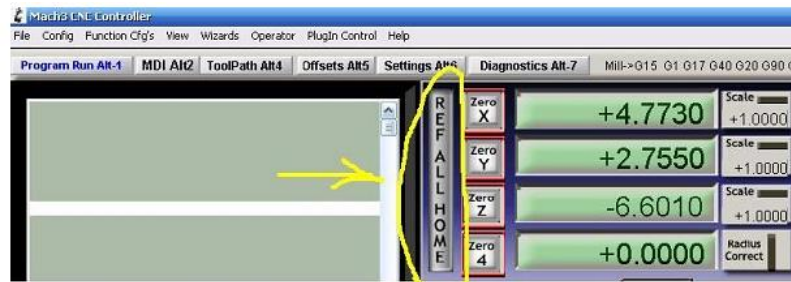 Mach3 CNC Controller
File Config Function Cfg's View Wizards Operator PlugIn Control Help
Program Run Alt-1 MDI Alt2 ToolPath Alt4 Offsets Alt5 Settings Alt6 Diagnostics Alt-7 Mill->G15 G1 G17 G40 G20 G90
REF ALL HOME
Zero X +4.7730 Scale +1.0000
Zero Y +2.7550 Scale +1.0000
Zero Z -6.6010 Scale +1.0000
Zero 4 +0.0000 Radius Correct